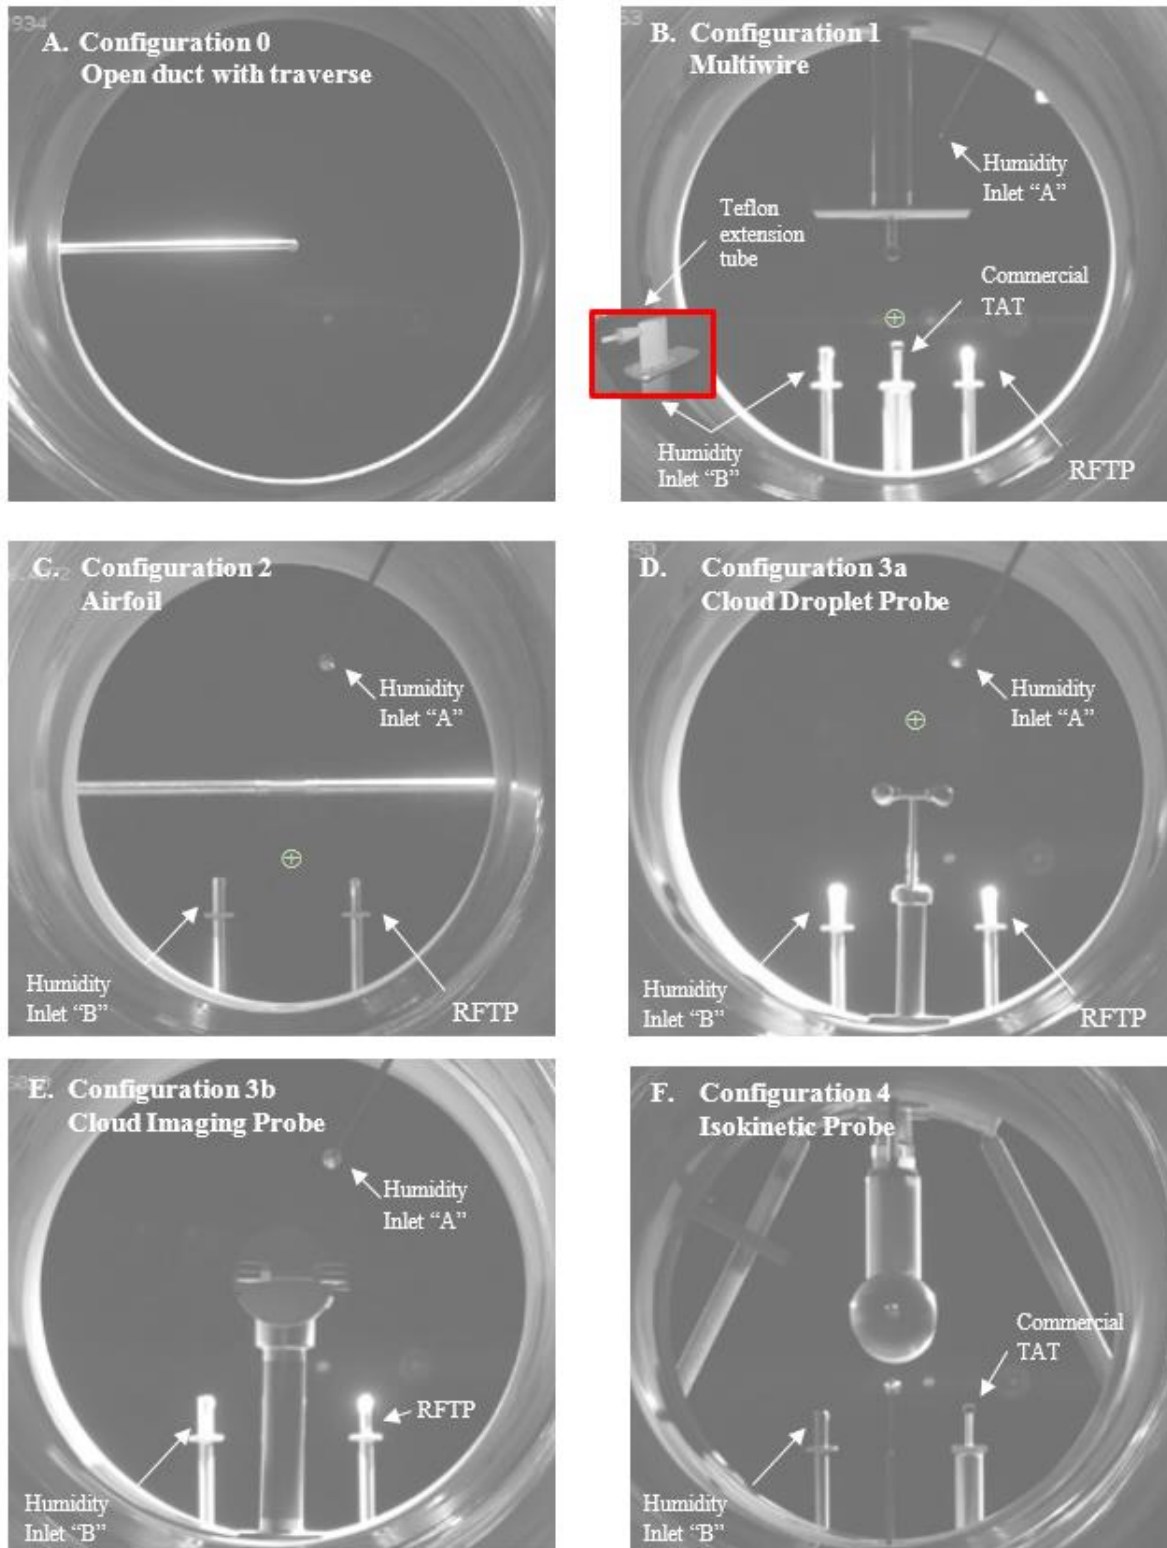 934
A. Configuration 0
Open duct with traverse
53
B. Configuration 1
Multiwire
Humidity
Inlet “A”
Teflon
extension
tube
Commercial
TAT
Humidity
Inlet “B”
RFTP
C. Configuration 2
Airfoil
Humidity
Inlet “A”
Humidity
Inlet “B”
RFTP
D. Configuration 3a
Cloud Droplet Probe
Humidity
Inlet “A”
Humidity
Inlet “B”
RFTP
E. Configuration 3b
Cloud Imaging Probe
Humidity
Inlet “A”
RFTP
Humidity
Inlet “B”
F. Configuration 4
Isokinetic Probe
Commercial
TAT
Humidity
Inlet “B”